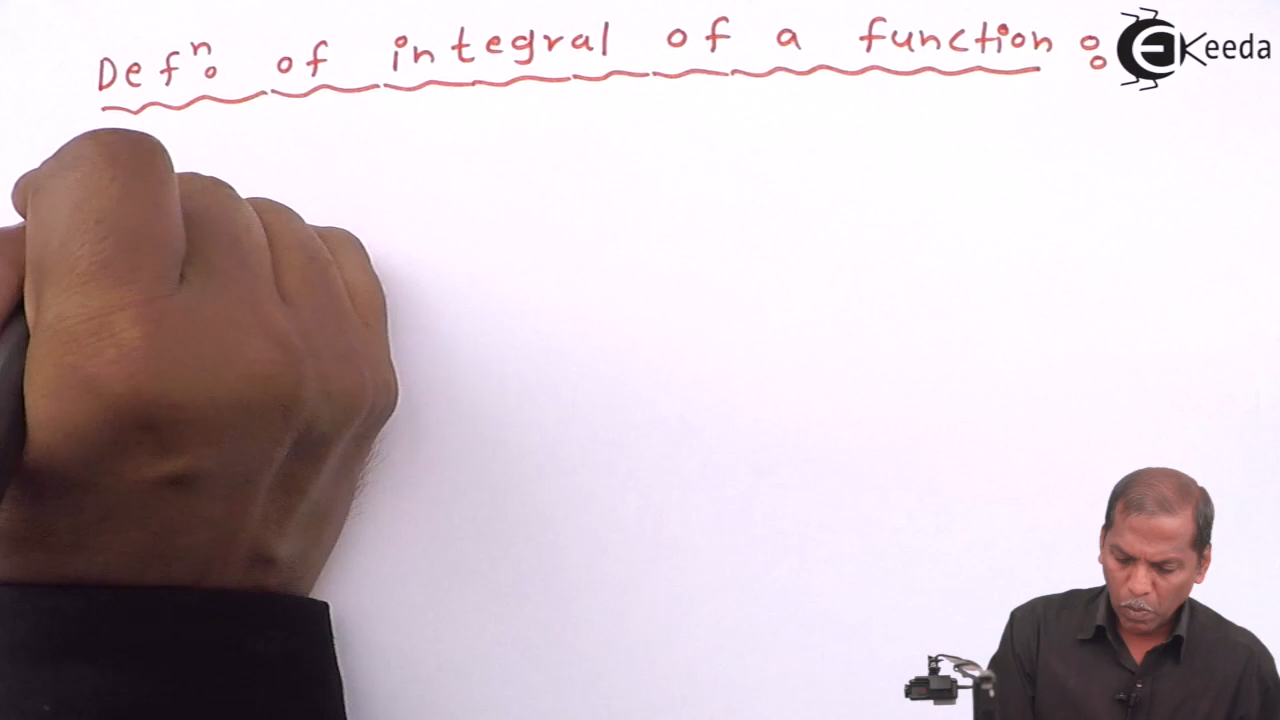 Defⁿ. of integral of a function :
EKeeda